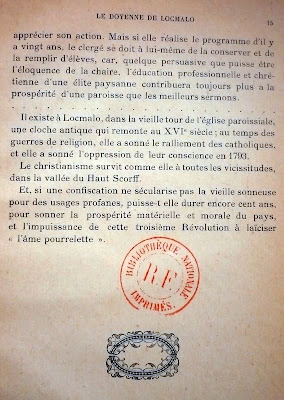 LE DOYENNE DE LOCMALO 15
apprécier son action. Mais si elle réalise le programme d'il y
a vingt ans, le clergé se doit à lui-même de la conserver et de
la remplir d'élèves, car, quelque persuasive que puisse être
l'éloquence de la chaire, l'éducation professionnelle et chré-
tienne d'une élite paysanne contribuera toujours plus à la
prospérité d'une paroisse que les meilleurs sermons.
. . . . . . . . . . . . . . . . . . . . . . . . . . . . . .
Il existe à Locmalo, dans la vieille tour de l'église paroissiale,
une cloche antique qui remonte au XVIe siècle ; au temps des
guerres de religion, elle a sonné le ralliement des catholiques,
et elle a sonné l'oppression de leur conscience en 1793.
Le christianisme survit comme elle à toutes les vicissitudes,
dans la vallée du Haut Scorff.
Et, si une confiscation ne sécularise pas la vieille sonneuse
pour des usages profanes, puisse-t-elle durer encore cent ans,
pour sonner la prospérité matérielle et morale du pays,
et l'impuissance de cette troisième Révolution à laïciser
« l'âme pourrelette ».
BIBLIOTHÈQUE NATIONALE
R.F
IMPRIMÉS.